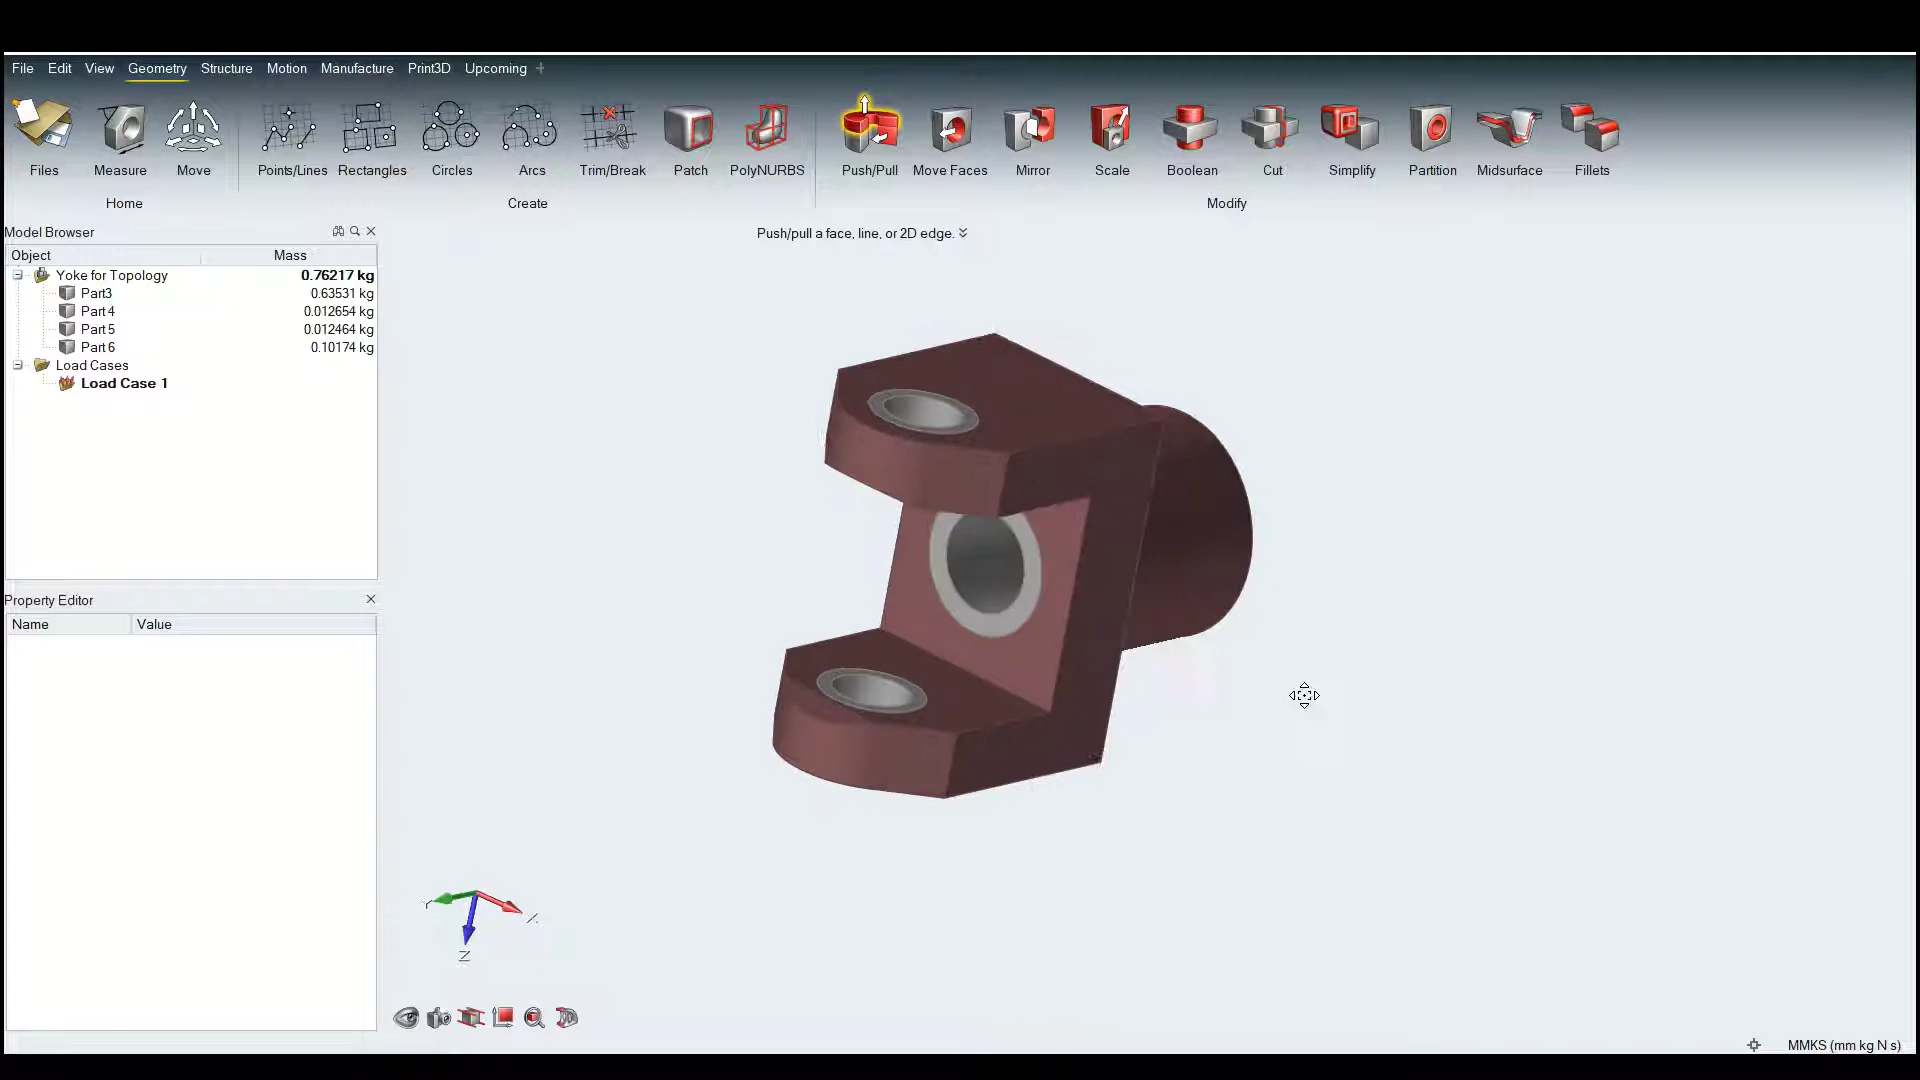 File Edit View Geometry Structure Motion Manufacture Print3D Upcoming +
Files Measure Move Points/Lines Rectangles Circles Arcs Trim/Break Patch PolyNURBS Push/Pull Move Faces Mirror Scale Boolean Cut Simplify Partition Midsurface Fillets
Home Create Modify
Model Browser
Push/pull a face, line, or 2D edge.
Object Mass
Yoke for Topology 0.76217 kg
Part3 0.63531 kg
Part 4 0.012654 kg
Part 5 0.012464 kg
Part 6 0.10174 kg
Load Cases
Load Case 1
Property Editor
Name Value
Z
MMKS (mm kg N s)